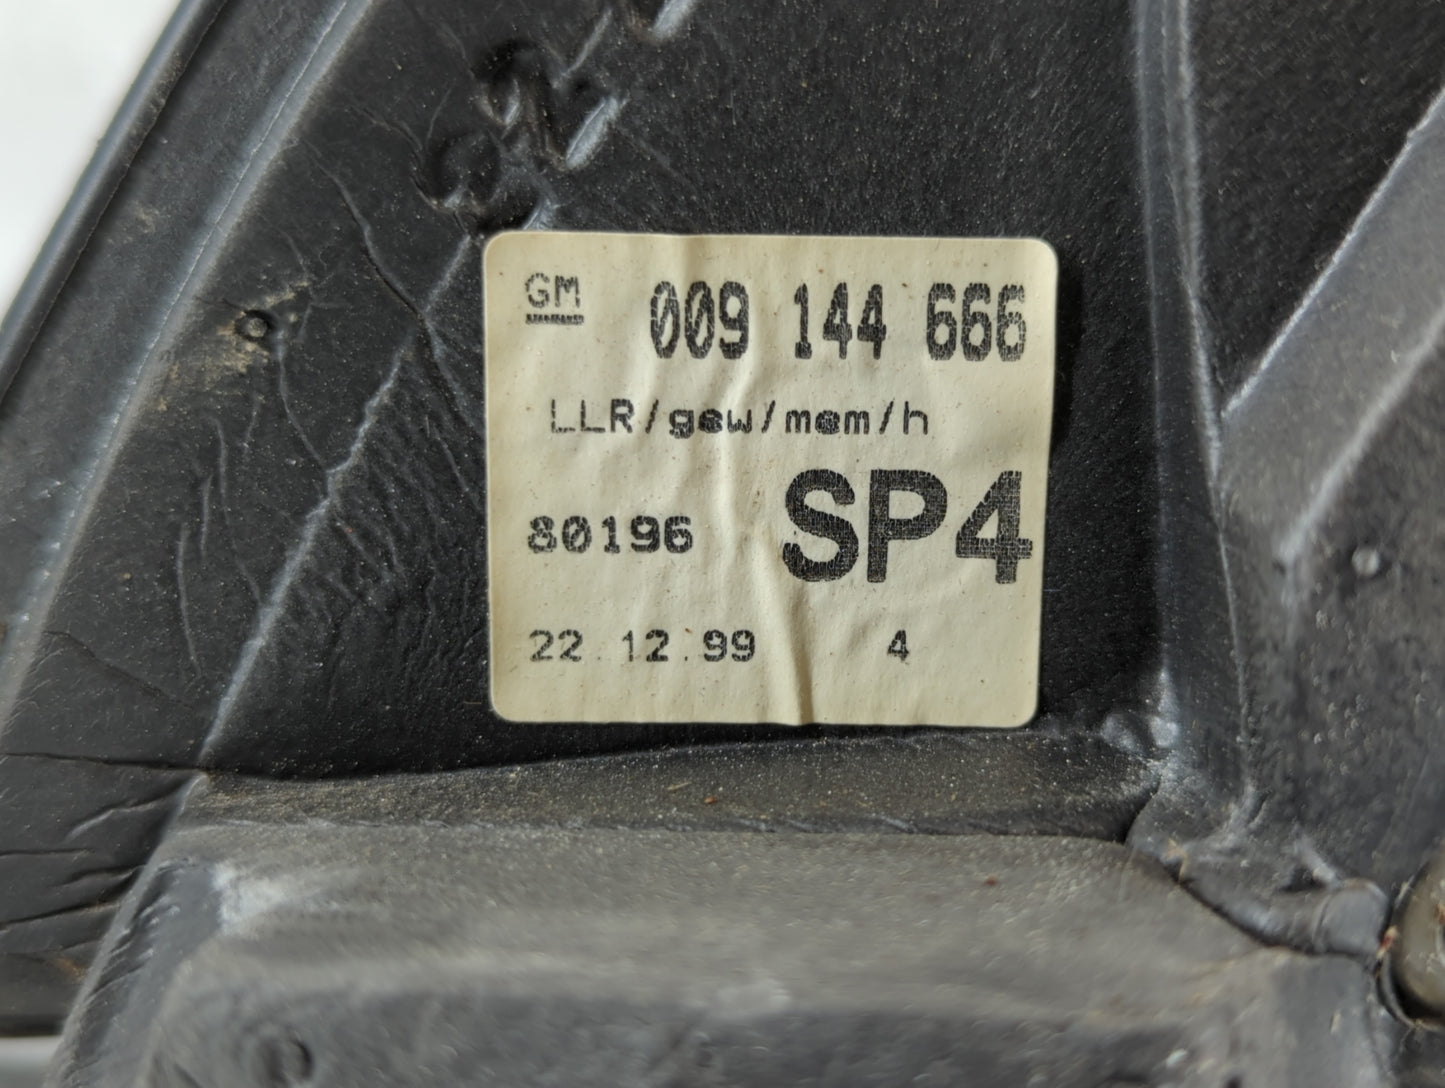 GM 009 144 666
LLR/gew/mem/h
80196 SP4
22.12.99 4